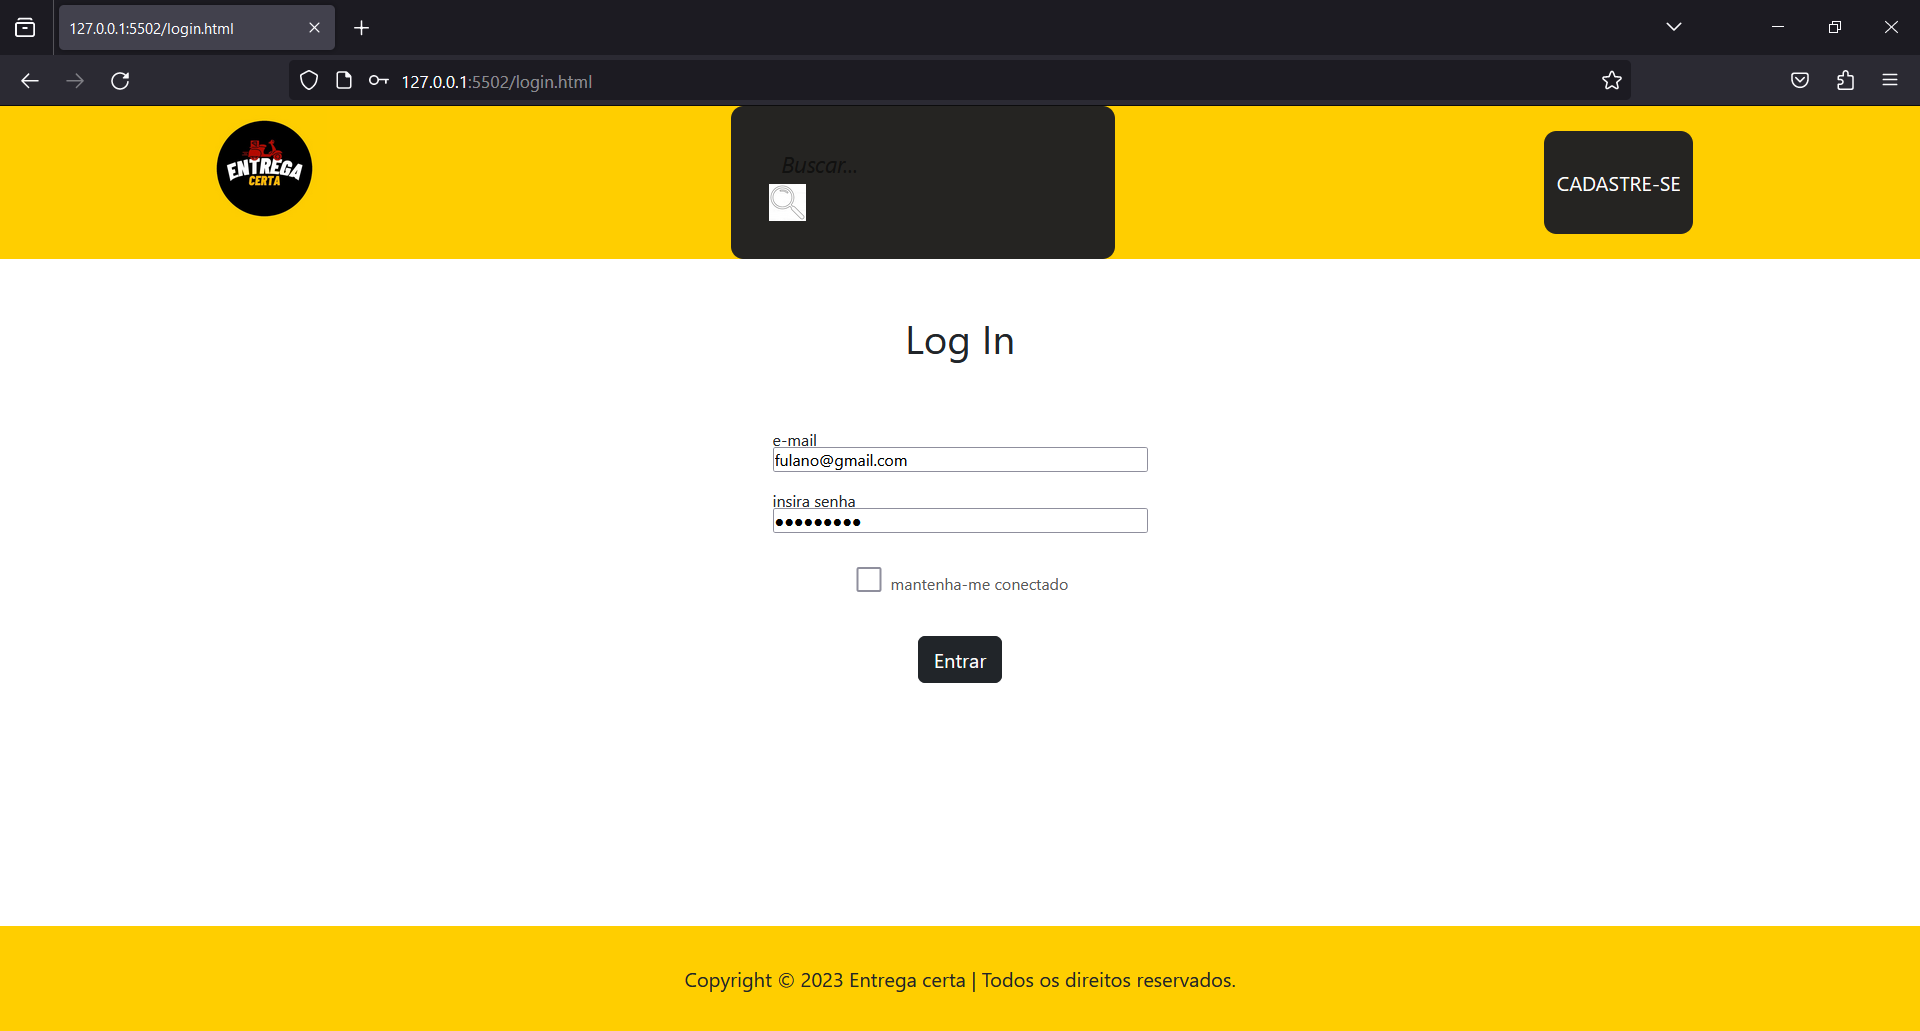 127.0.0.1:5502/login.html
127.0.0.1:5502/login.html
ENTREGA
CERTA
Buscar...
CADASTRE-SE
Log In
e-mail
fulano@gmail.com
insira senha
●●●●●●●●●
mantenha-me conectado
Entrar
Copyright © 2023 Entrega certa | Todos os direitos reservados.